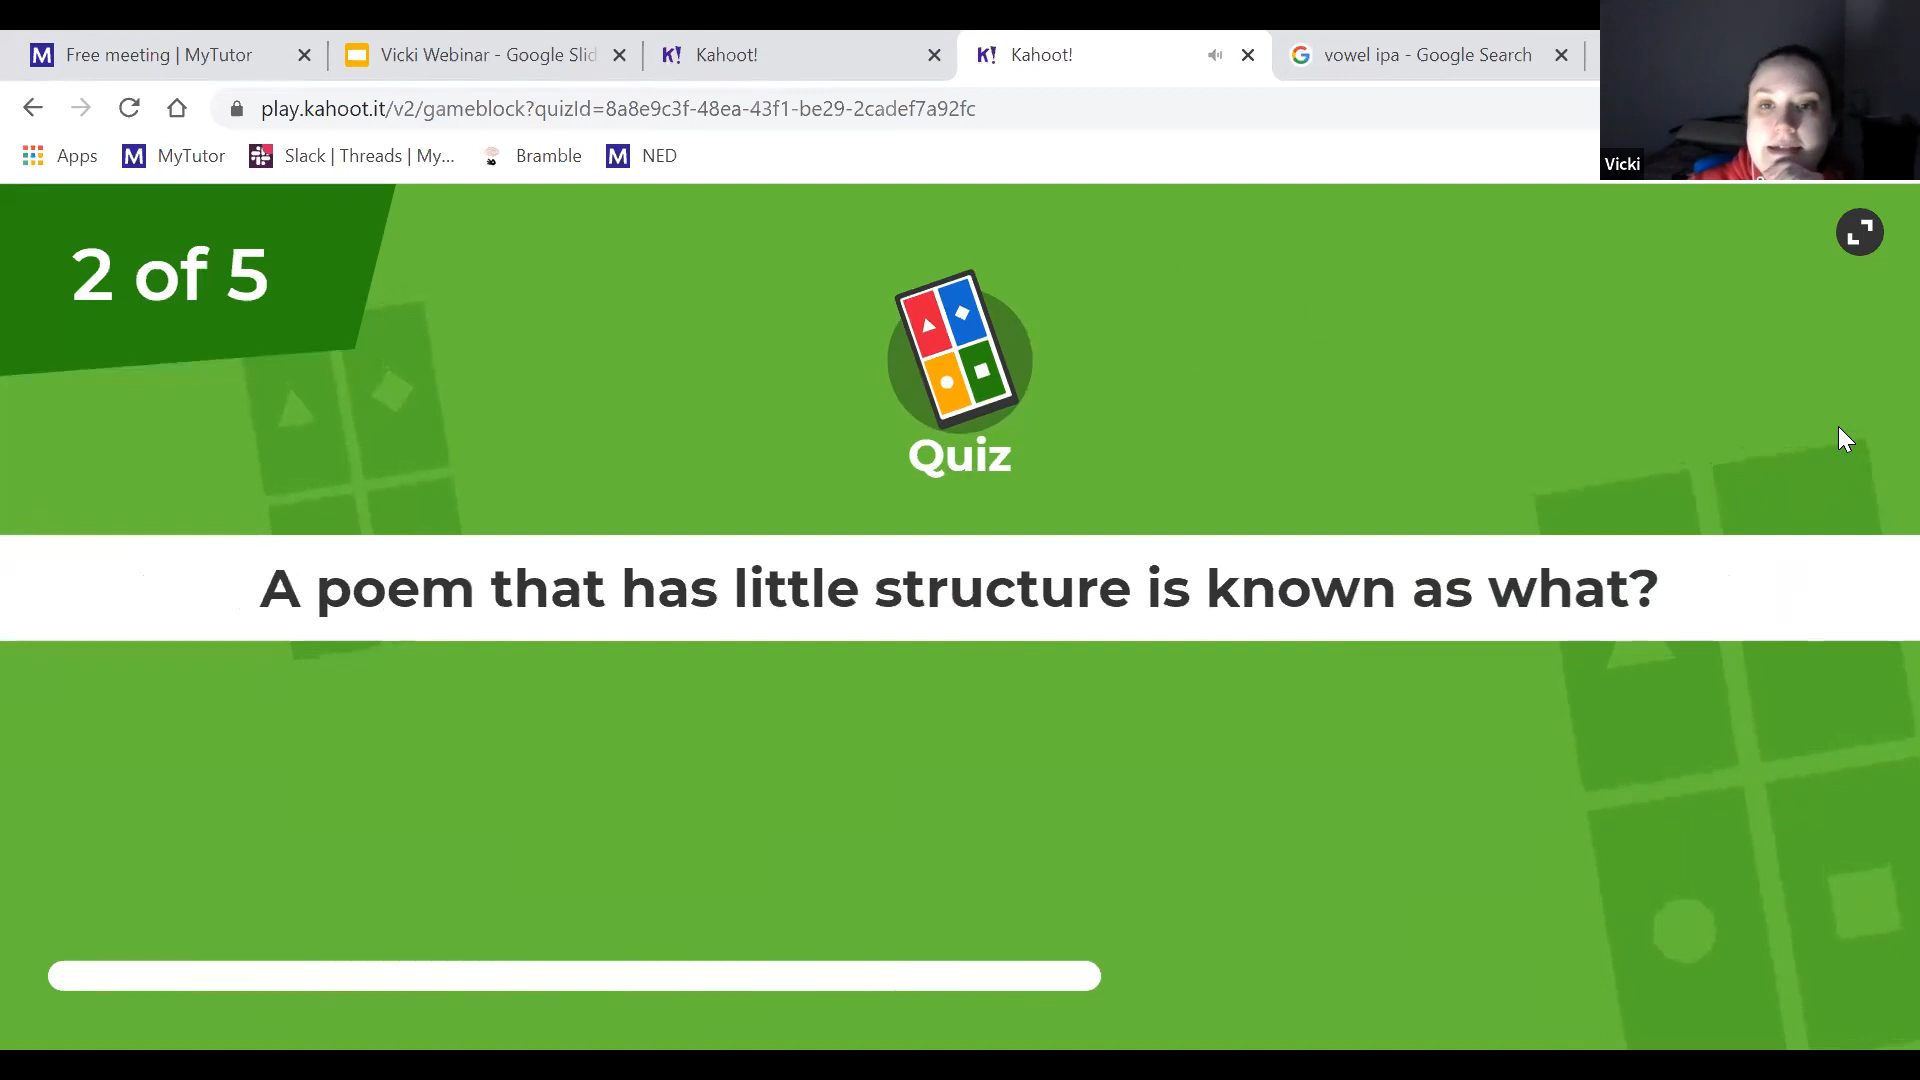 Free meeting | MyTutor
Vicki Webinar - Google Slid
K! Kahoot!
K! Kahoot!
vowel ipa - Google Search
play.kahoot.it/v2/gameblock?quizId=8a8e9c3f-48ea-43f1-be29-2cadef7a92fc
Apps
M MyTutor
Slack | Threads | My...
Bramble
M NED
Vicki
2 of 5
Quiz
A poem that has little structure is known as what?